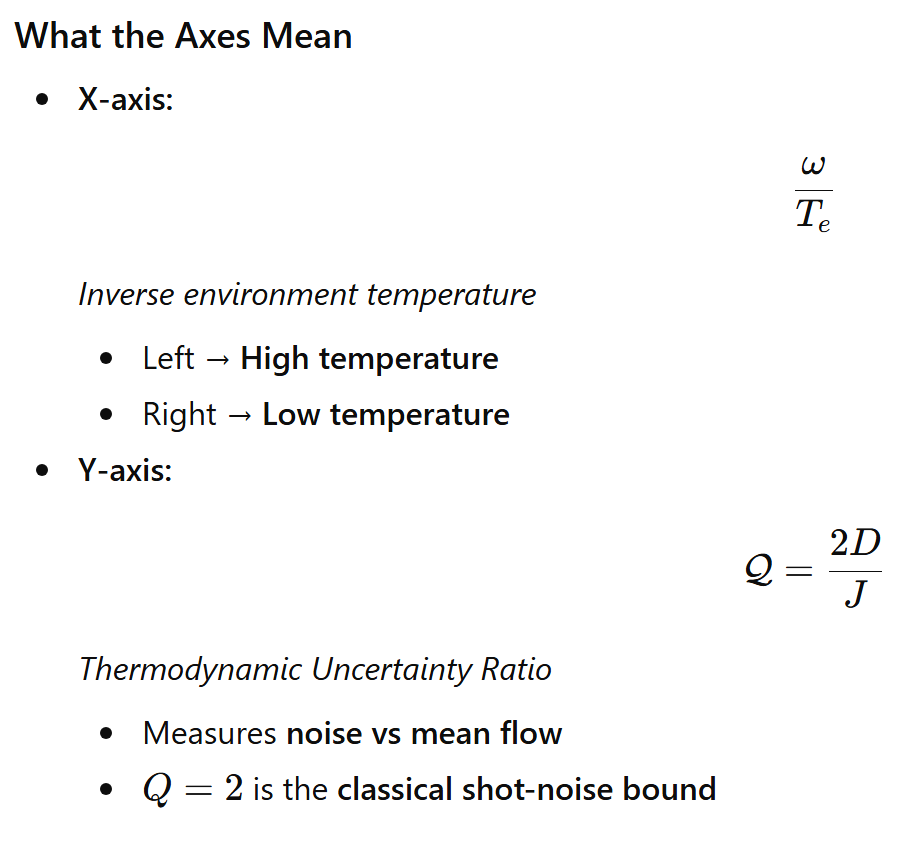 What the Axes Mean
• X-axis:
ω
/
T_e
Inverse environment temperature
• Left → High temperature
• Right → Low temperature
• Y-axis:
𝒬 = 2D / J
Thermodynamic Uncertainty Ratio
• Measures noise vs mean flow
• Q = 2 is the classical shot-noise bound